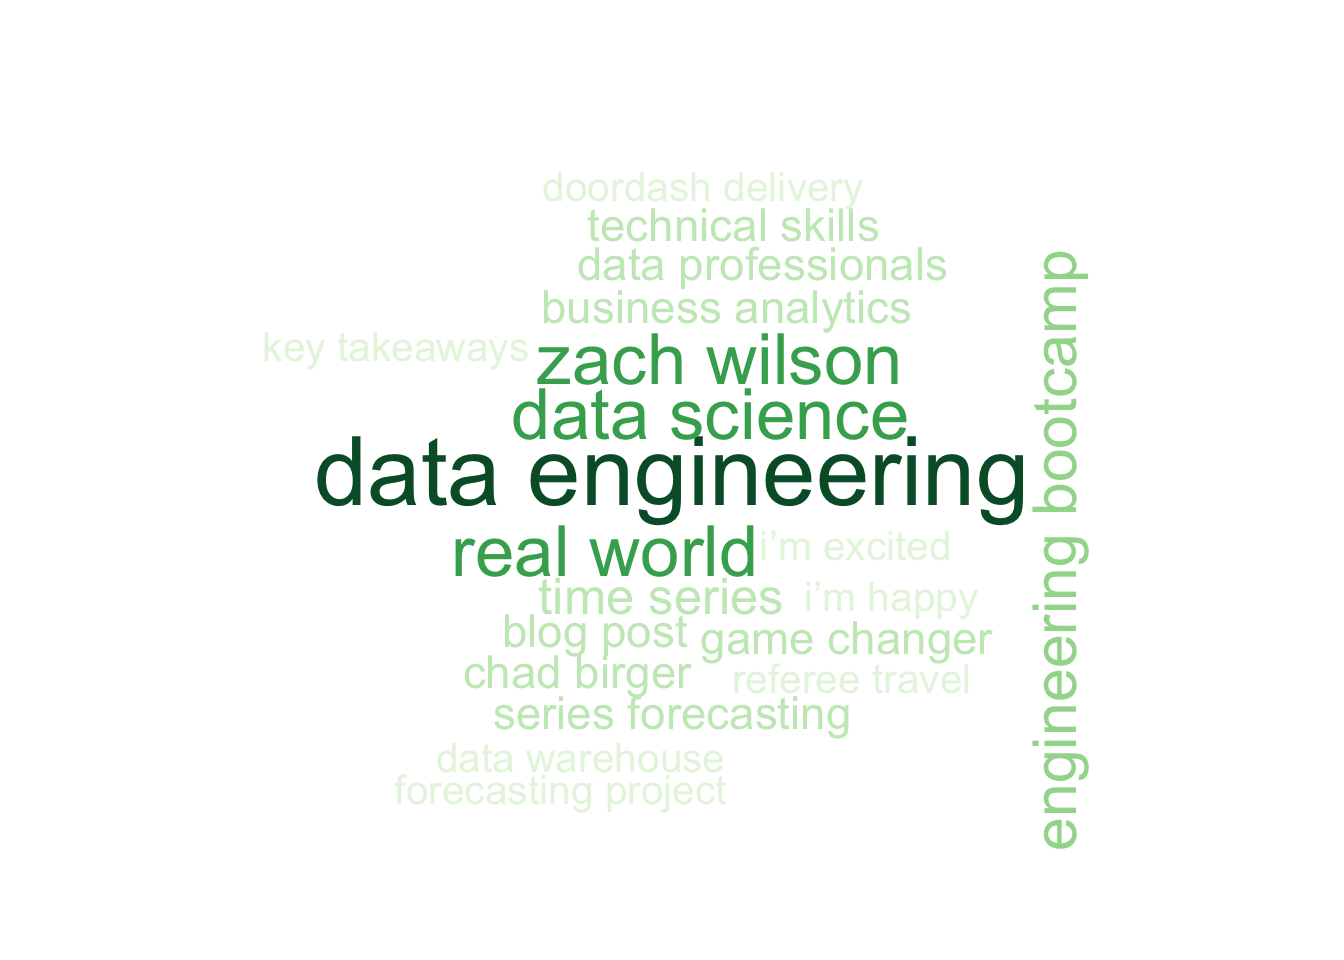 doordash delivery
technical skills
data professionals
business analytics
key takeaways
zach wilson
data science
data engineering
engineering bootcamp
real world
i’m excited
time series
i’m happy
blog post
game changer
chad birger
referee travel
series forecasting
data warehouse
forecasting project